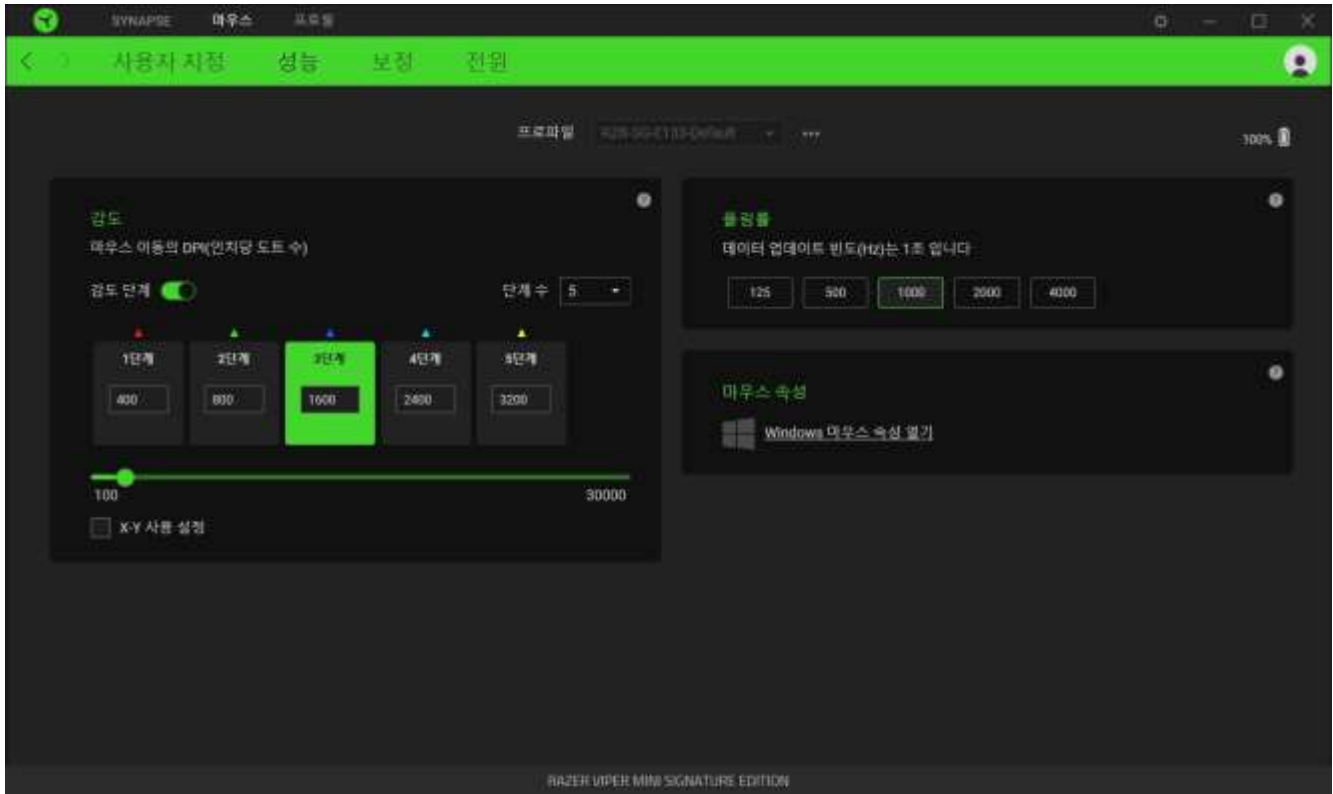 SYNAPSE 마우스 프로필
사용자 지정 성능 보정 전원
프로파일 RZR-SG-C133-Default
100%
감도
마우스 이동의 DPI(인치당 도트 수)
감도 단계 단계 수 5
1단계 2단계 3단계 4단계 5단계
400 800 1600 2400 3200
100 30000
X-Y 사용 설정
폴링률
데이터 업데이트 빈도(Hz)는 1초 입니다
125 500 1000 2000 4000
마우스 속성
Windows 마우스 속성 열기
RAZER VIPER MINI SIGNATURE EDITION